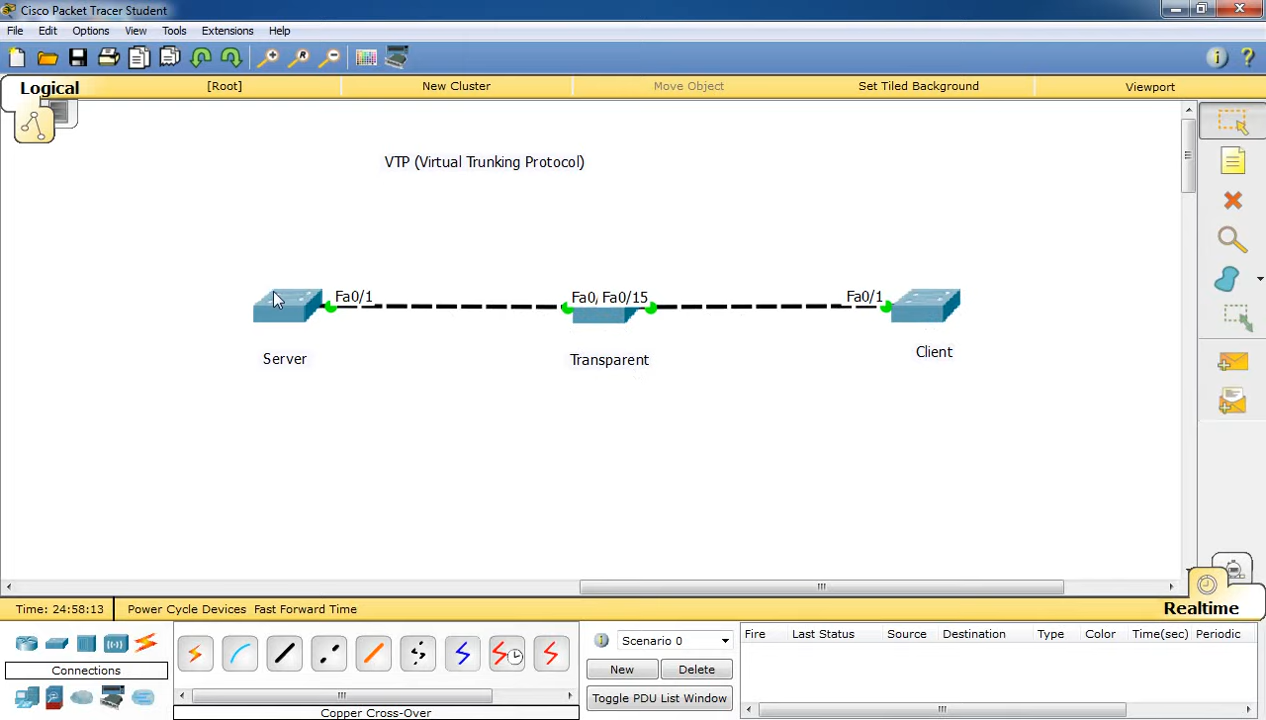 Cisco Packet Tracer Student
File Edit Options View Tools Extensions Help
Logical [Root] New Cluster Move Object Set Tiled Background Viewport
VTP (Virtual Trunking Protocol)
Fa0/1 Fa0/ Fa0/15 Fa0/1
Server Transparent Client
Time: 24:58:13 Power Cycle Devices Fast Forward Time Realtime
Connections
Copper Cross-Over
Scenario 0
New Delete
Toggle PDU List Window
Fire Last Status Source Destination Type Color Time(sec) Periodic